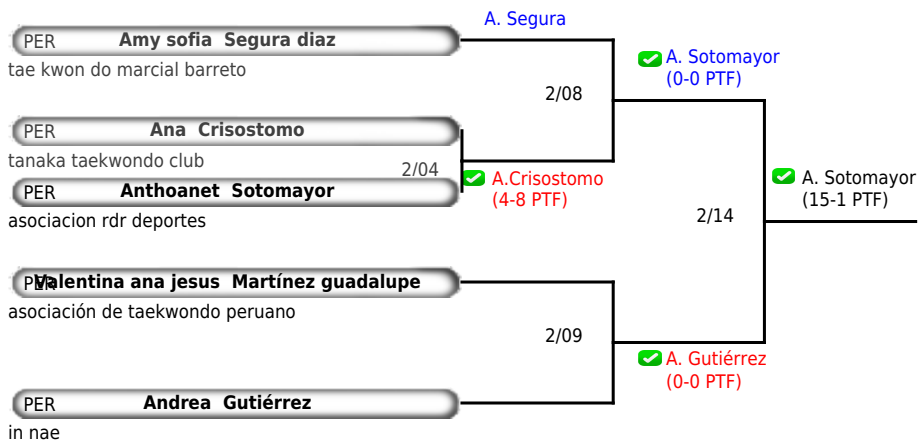 A. Segura
PER Amy sofia Segura diaz
tae kwon do marcial barreto
A. Sotomayor
(0-0 PTF)
2/08
PER Ana Crisostomo
tanaka taekwondo club
2/04
A.Crisostomo
(4-8 PTF)
PER Anthoanet Sotomayor
asociacion rdr deportes
A. Sotomayor
(15-1 PTF)
2/14
PER Valentina ana jesus Martínez guadalupe
asociación de taekwondo peruano
2/09
A. Gutiérrez
(0-0 PTF)
PER Andrea Gutiérrez
in nae